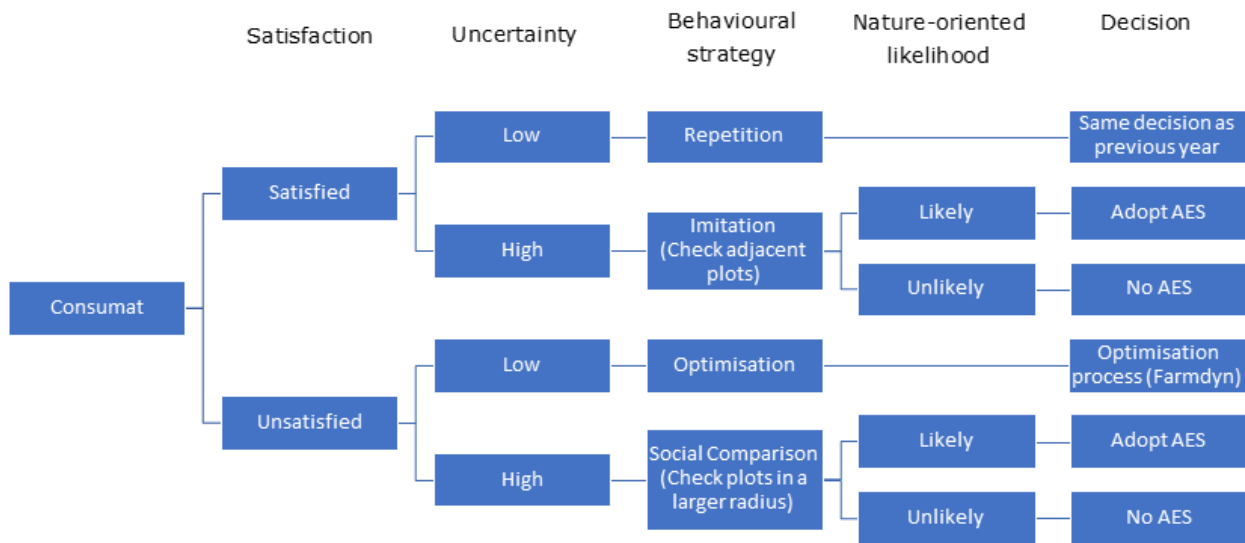 Satisfaction
Uncertainty
Behavioural
strategy
Nature-oriented
likelihood
Decision
Low
Repetition
Same decision as
previous year
Satisfied
Likely
Adopt AES
High
Imitation
(Check adjacent
plots)
Unlikely
No AES
Consumat
Low
Optimisation
Optimisation
process (Farmdyn)
Unsatisfied
Likely
Adopt AES
High
Social Comparison
(Check plots in a
larger radius)
Unlikely
No AES